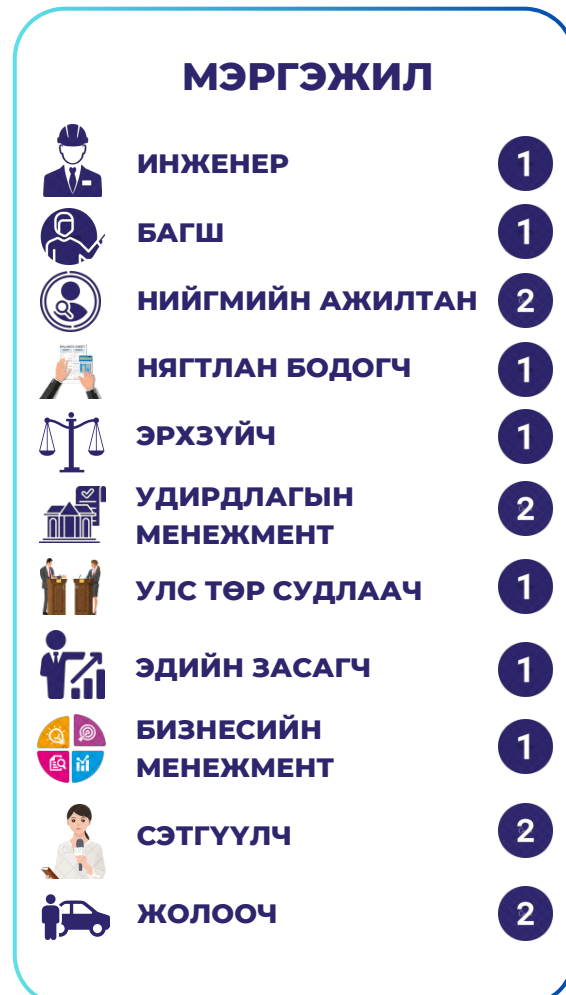 МЭРГЭЖИЛ
ИНЖЕНЕР 1
БАГШ 1
НИЙГМИЙН АЖИЛТАН 2
НЯГТЛАН БОДОГЧ 1
ЭРХЗҮЙЧ 1
УДИРДЛАГЫН
МЕНЕЖМЕНТ 2
УЛС ТӨР СУДЛААЧ 1
ЭДИЙН ЗАСАГЧ 1
БИЗНЕСИЙН
МЕНЕЖМЕНТ 1
СЭТГҮҮЛЧ 2
ЖОЛООЧ 2